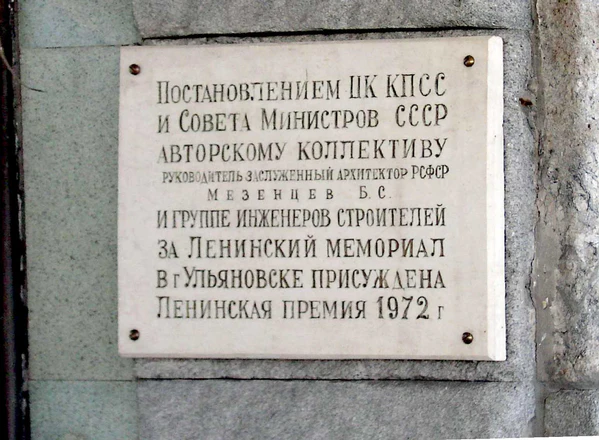 Постановлением ЦК КПСС
и Совета Министров СССР
авторскому коллективу
руководитель заслуженный архитектор РСФСР
Мезенцев Б.С.
и группе инженеров строителей
за Ленинский мемориал
в г Ульяновске присуждена
Ленинская премия 1972 г